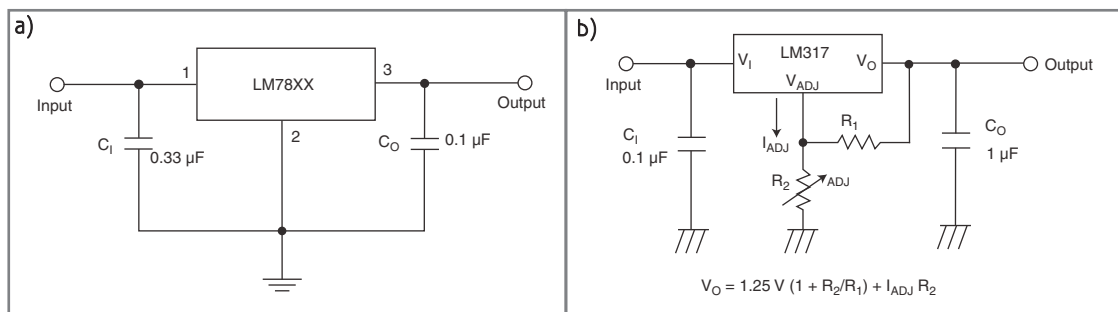 a)
1
LM78XX
3
Input
Output
2
C_I
0.33 µF
C_O
0.1 µF
b)
LM317
V_I
V_O
V_ADJ
Input
Output
I_ADJ
R_1
C_I
0.1 µF
R_2
ADJ
C_O
1 µF
V_O = 1.25 V (1 + R_2/R_1) + I_ADJ R_2